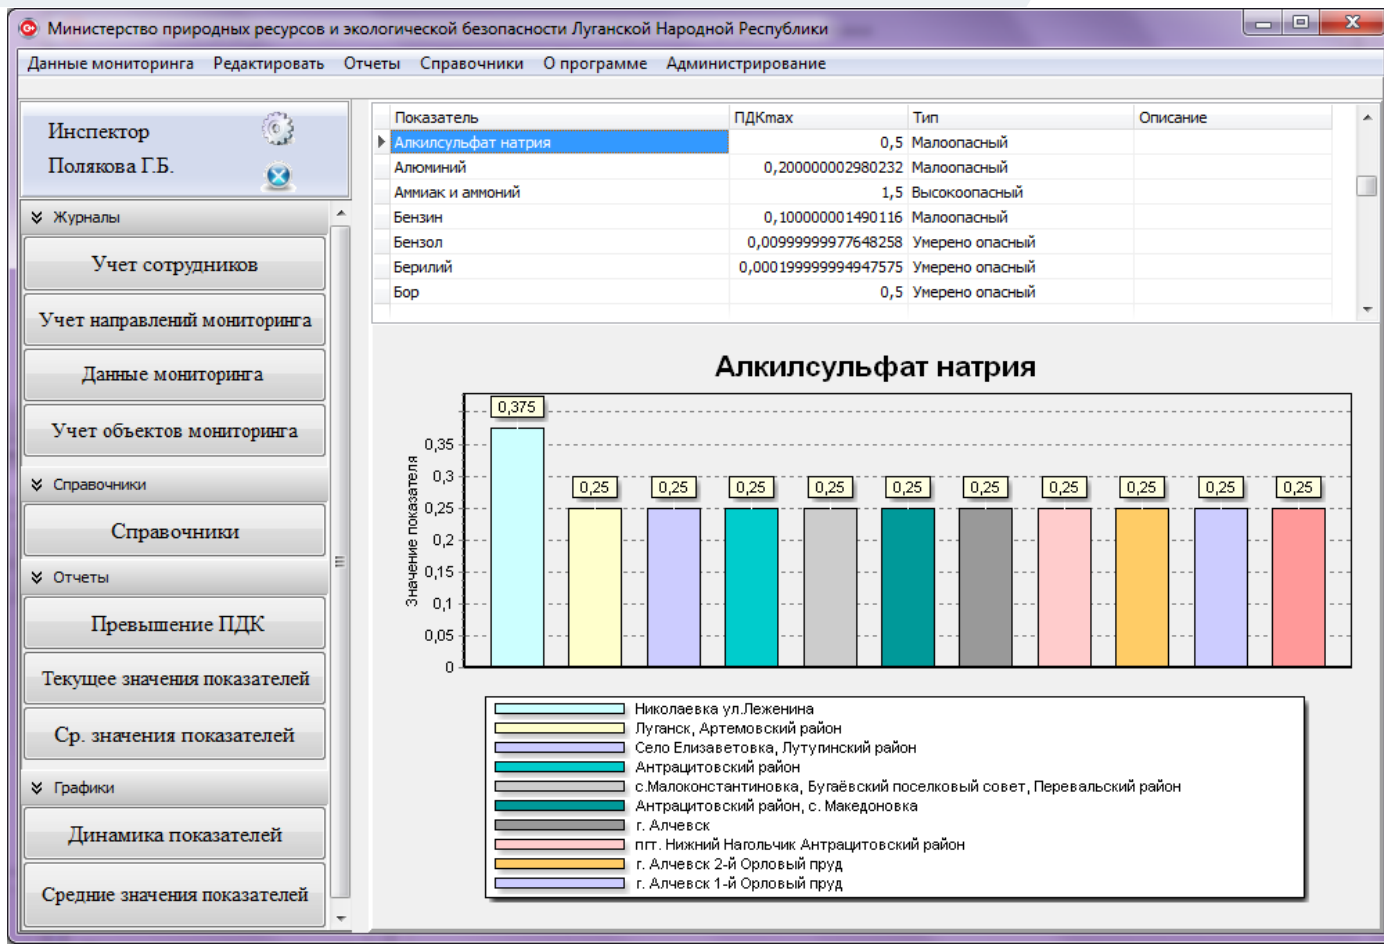 Министерство природных ресурсов и экологической безопасности Луганской Народной Республики
Данные мониторинга Редактировать Отчеты Справочники О программе Администрирование
Инспектор
Полякова Г.Б.
Журналы
Учет сотрудников
Учет направлений мониторинга
Данные мониторинга
Учет объектов мониторинга
Справочники
Справочники
Отчеты
Превышение ПДК
Текущее значения показателей
Ср. значения показателей
Графики
Динамика показателей
Средние значения показателей
Показатель ПДКmax Тип Описание
Алкилсульфат натрия 0,5 Малоопасный
Алюминий 0,200000002980232 Малоопасный
Аммиак и аммоний 1,5 Высокоопасный
Бензин 0,100000001490116 Малоопасный
Бензол 0,00999999977648258 Умерено опасный
Берилий 0,000199999994947575 Умерено опасный
Бор 0,5 Умерено опасный
Алкилсульфат натрия
0,375
0,25 0,25 0,25 0,25 0,25 0,25 0,25 0,25 0,25 0,25
Значение показателя
0,35
0,3
0,25
0,2
0,15
0,1
0,05
0
Николаевка ул.Леженина
Луганск, Артемовский район
Село Елизаветовка, Лутугинский район
Антрацитовский район
с.Малоконстантиновка, Бугаёвский поселковый совет, Перевальский район
Антрацитовский район, с. Македоновка
г. Алчевск
пгт. Нижний Нагольчик Антрацитовский район
г. Алчевск 2-й Орловый пруд
г. Алчевск 1-й Орловый пруд